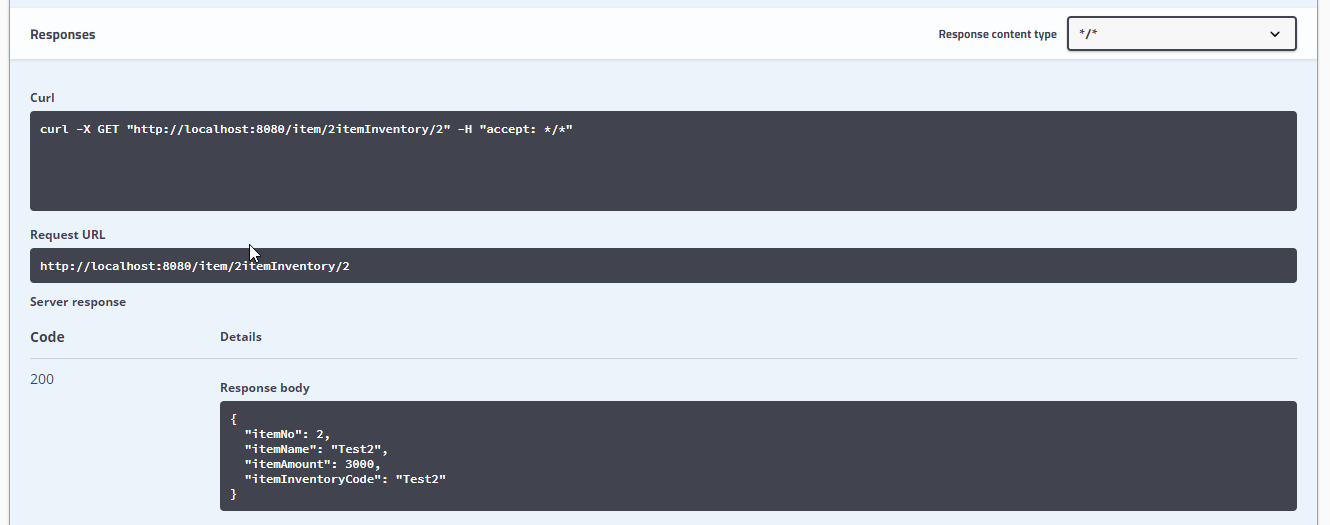 Responses
Response content type */*
Curl
curl -X GET "http://localhost:8080/item/2itemInventory/2" -H "accept: */*"
Request URL
http://localhost:8080/item/2itemInventory/2
Server response
Code Details
200
Response body
{
  "itemNo": 2,
  "itemName": "Test2",
  "itemAmount": 3000,
  "itemInventoryCode": "Test2"
}